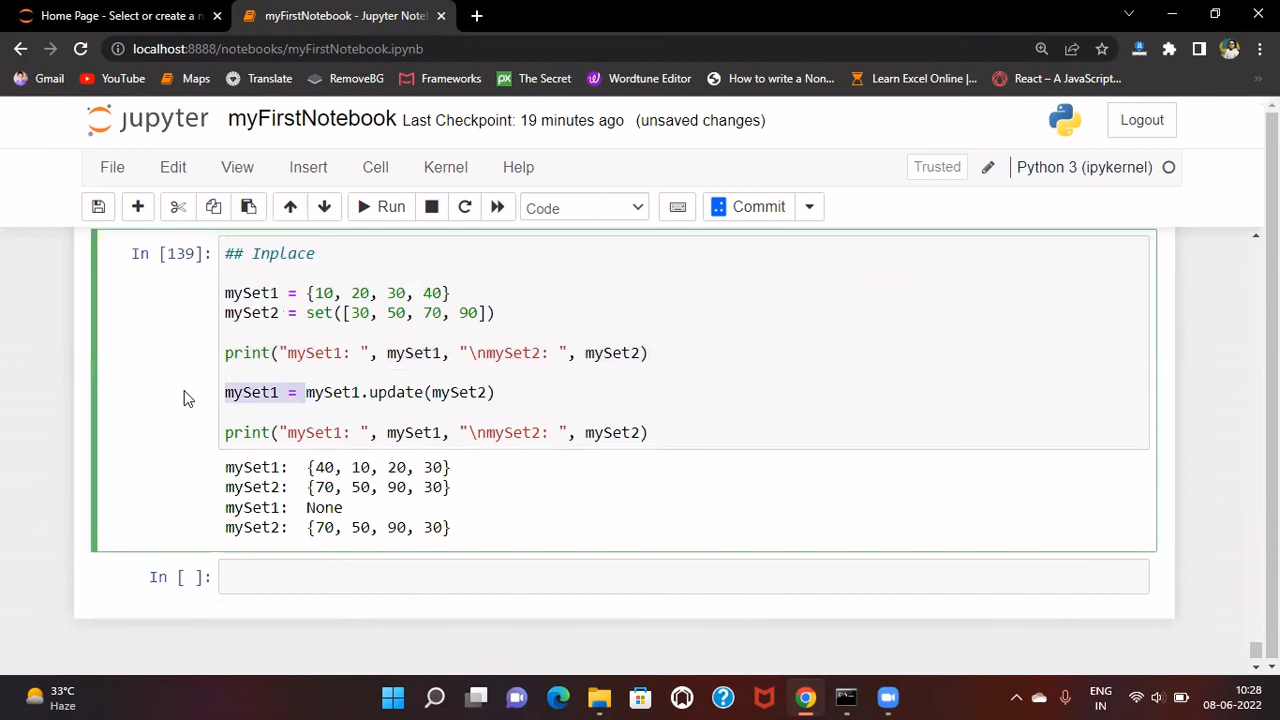 Home Page - Select or create a n
myFirstNotebook - Jupyter Note
localhost:8888/notebooks/myFirstNotebook.ipynb
Gmail YouTube Maps Translate RemoveBG Frameworks px The Secret Wordtune Editor How to write a Non... Learn Excel Online |... React – A JavaScript... »
jupyter myFirstNotebook Last Checkpoint: 19 minutes ago (unsaved changes) Logout
File Edit View Insert Cell Kernel Help Trusted Python 3 (ipykernel)
Run Code Commit
In [139]: ## Inplace
mySet1 = {10, 20, 30, 40}
mySet2 = set([30, 50, 70, 90])
print("mySet1: ", mySet1, "\nmySet2: ", mySet2)
mySet1 = mySet1.update(mySet2)
print("mySet1: ", mySet1, "\nmySet2: ", mySet2)
mySet1: {40, 10, 20, 30}
mySet2: {70, 50, 90, 30}
mySet1: None
mySet2: {70, 50, 90, 30}
In [ ]:
33°C
Haze
ENG
IN
10:28
08-06-2022